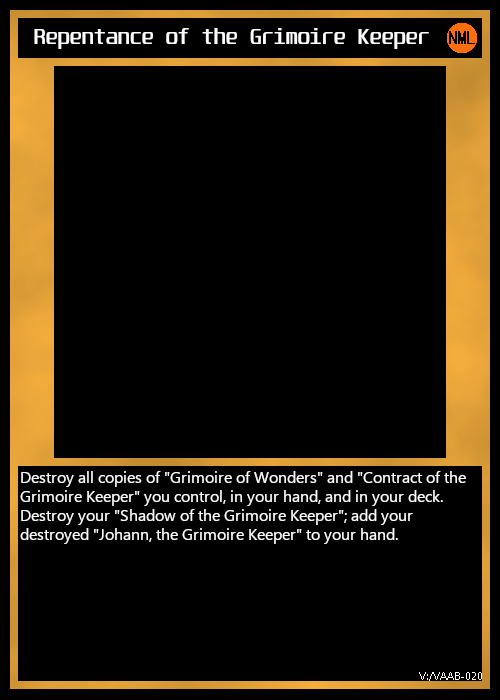 Repentance of the Grimoire Keeper
NML
Destroy all copies of "Grimoire of Wonders" and "Contract of the
Grimoire Keeper" you control, in your hand, and in your deck.
Destroy your "Shadow of the Grimoire Keeper"; add your
destroyed "Johann, the Grimoire Keeper" to your hand.
V:/VAAB-020